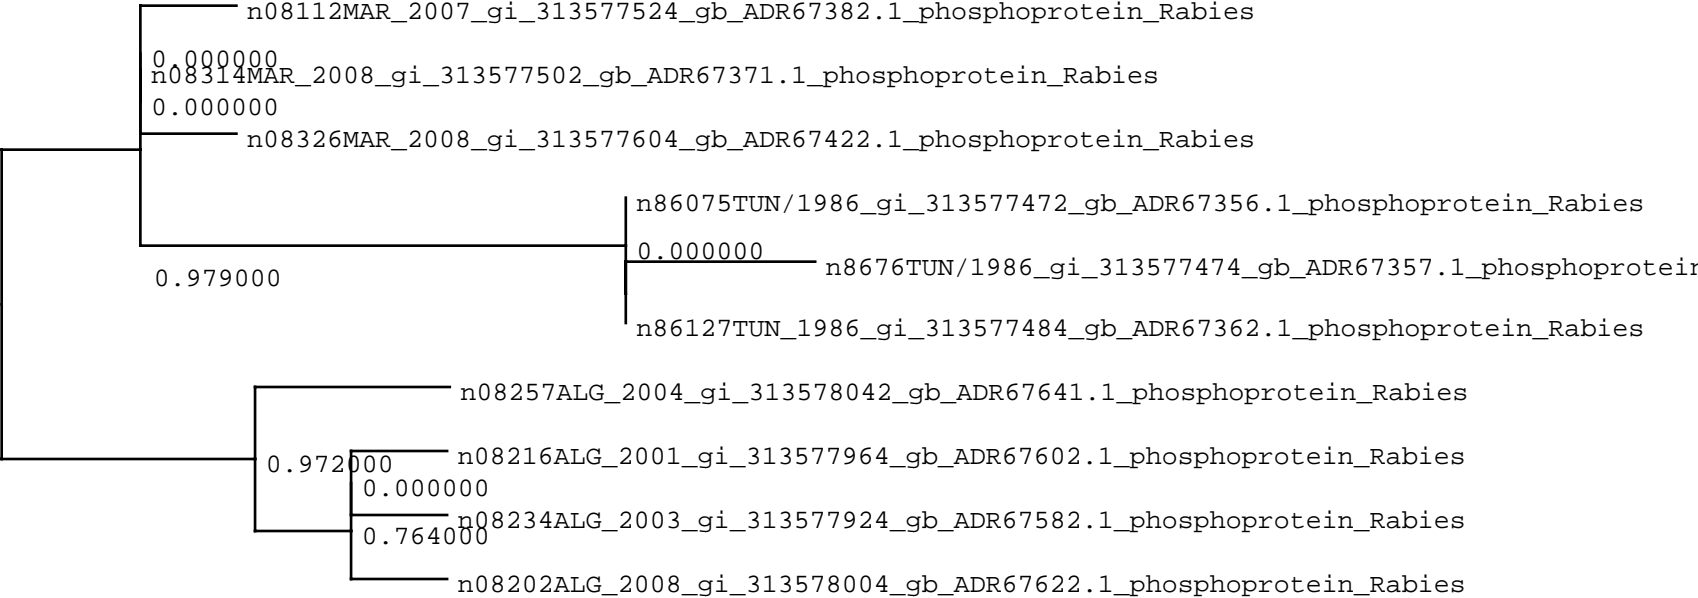 n08112MAR_2007_gi_313577524_gb_ADR67382.1_phosphoprotein_Rabies
0.000000
n08314MAR_2008_gi_313577502_gb_ADR67371.1_phosphoprotein_Rabies
0.000000
n08326MAR_2008_gi_313577604_gb_ADR67422.1_phosphoprotein_Rabies
n86075TUN/1986_gi_313577472_gb_ADR67356.1_phosphoprotein_Rabies
0.000000
n8676TUN/1986_gi_313577474_gb_ADR67357.1_phosphoprotein
0.979000
n86127TUN_1986_gi_313577484_gb_ADR67362.1_phosphoprotein_Rabies
n08257ALG_2004_gi_313578042_gb_ADR67641.1_phosphoprotein_Rabies
n08216ALG_2001_gi_313577964_gb_ADR67602.1_phosphoprotein_Rabies
0.972000
0.000000
n08234ALG_2003_gi_313577924_gb_ADR67582.1_phosphoprotein_Rabies
0.764000
n08202ALG_2008_gi_313578004_gb_ADR67622.1_phosphoprotein_Rabies